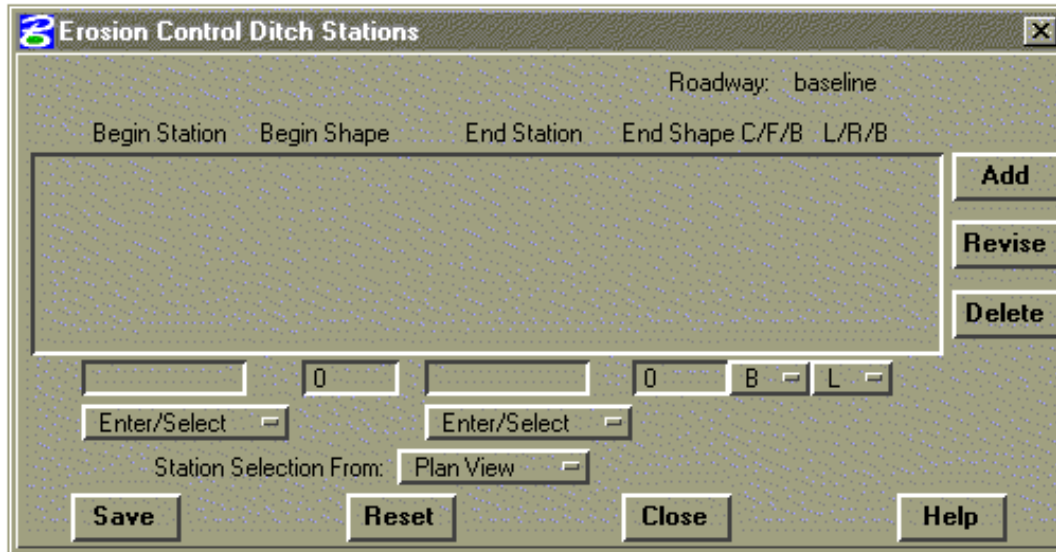 Erosion Control Ditch Stations
Roadway: baseline
Begin Station Begin Shape End Station End Shape C/F/B L/R/B
Add
Revise
Delete
0 0 B L
Enter/Select Enter/Select
Station Selection From: Plan View
Save Reset Close Help